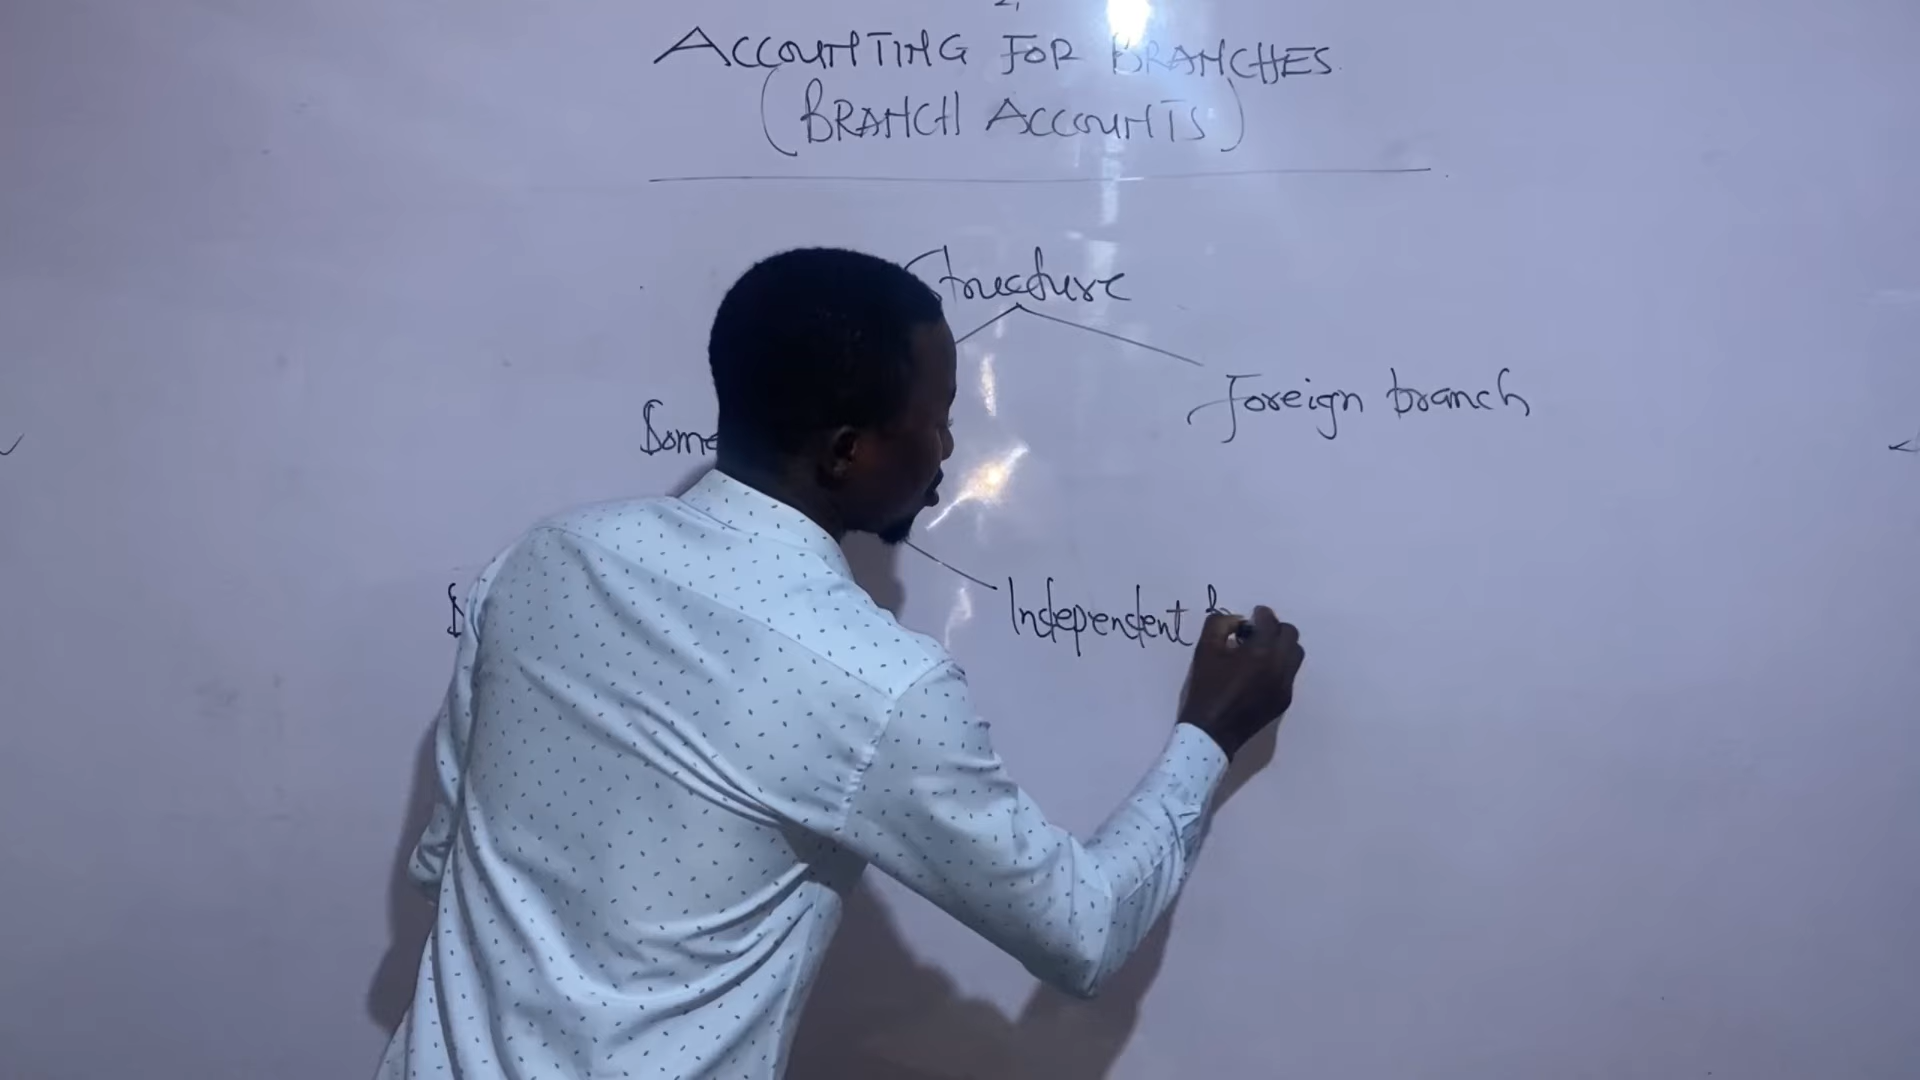 ACCOUNTING FOR BRANCHES
(BRANCH ACCOUNTS)
Structure
Foreign branch
Independent